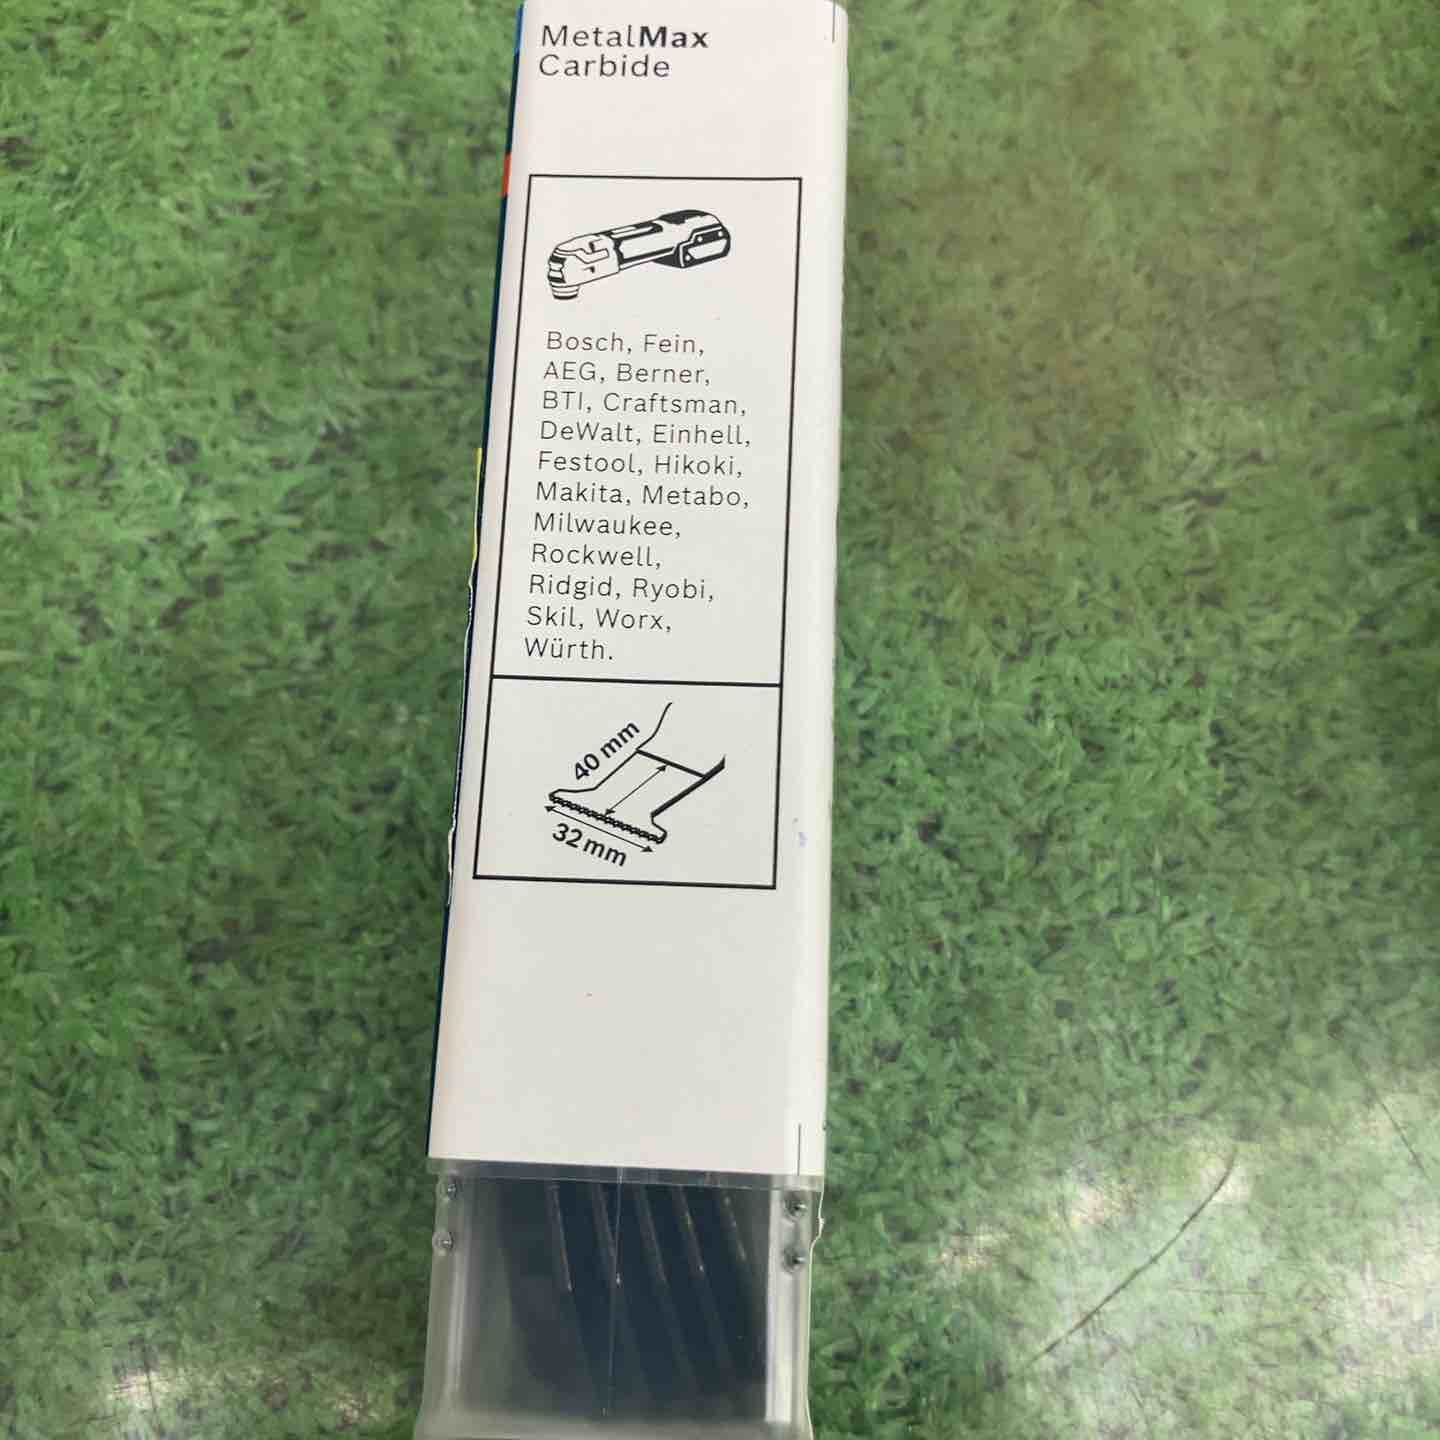 MetalMax
Carbide
Bosch, Fein,
AEG, Berner,
BTI, Craftsman,
DeWalt, Einhell,
Festool, Hikoki,
Makita, Metabo,
Milwaukee,
Rockwell,
Ridgid, Ryobi,
Skil, Worx,
Würth.
40 mm
32 mm